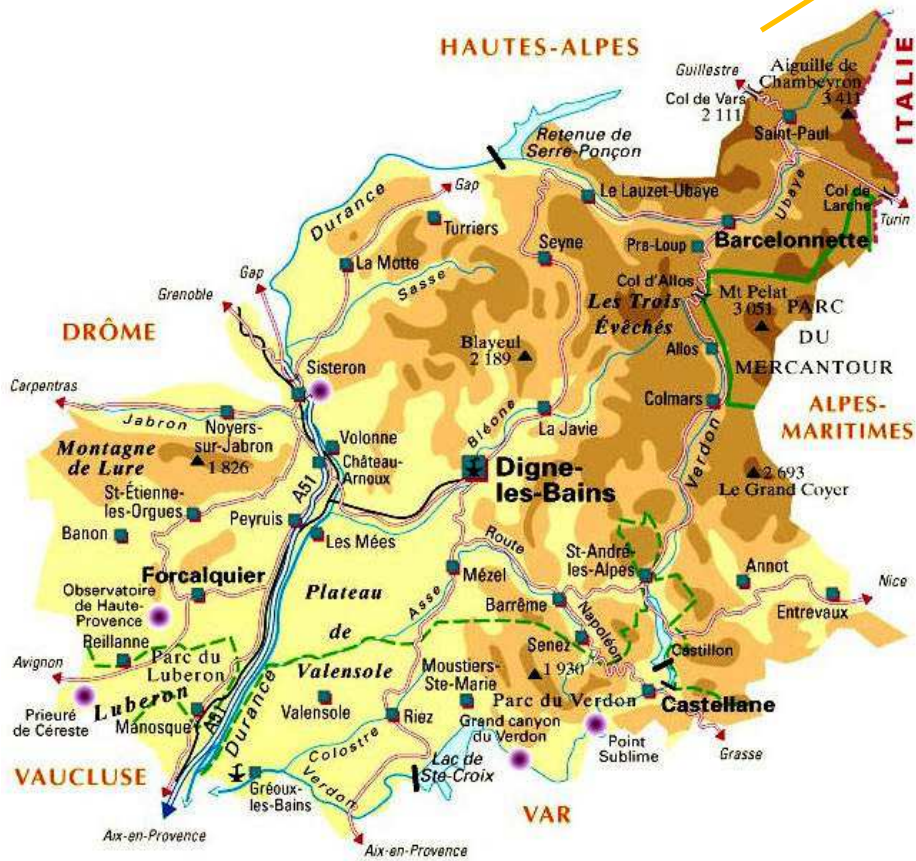 HAUTES-ALPES
Aiguille de
Chambeyron
3 411
Guillestre
Col de Vars
2 111
Saint-Paul
ITALIE
Retenue de
Serre-Ponçon
Gap
Durance
Le Lauzet-Ubaye
Ubaye
Col de
Larche
Turin
Turriers
Seyne
Barcelonnette
Pra-Loup
La Motte
Gap
Sasse
Col d'Allos
Grenoble
Les Trois
Évêchés
Mt Pelat
3 051
PARC
DU
MERCANTOUR
DRÔME
Blayeul
2 189
Allos
Sisteron
Carpentras
Colmars
Jabron
Noyers-
sur-Jabron
La Javie
ALPES-
MARITIMES
Bléone
Volonne
Montagne
de Lure
1 826
Château-
Arnoux
A51
Digne-
les-Bains
Verdon
2 693
Le Grand Coyer
St-Étienne-
les-Orgues
Peyruis
Banon
Les Mées
Route
Napoléon
St-André-
les-Alpes
Annot
Nice
Forcalquier
Mézel
Entrevaux
Observatoire
de Haute-
Provence
Plateau
de
Valensole
Asse
Barrême
Reillanne
Senez
Castillon
Avignon
Parc du
Luberon
Moustiers-
Ste-Marie
1 930
Luberon
Parc du Verdon
Castellane
Prieuré
de Céreste
Manosque
A51
Durance
Valensole
Riez
Grand canyon
du Verdon
Point
Sublime
Grasse
Colostre
VAUCLUSE
Verdon
Lac de
Ste-Croix
Gréoux-
les-Bains
VAR
Aix-en-Provence
Aix-en-Provence